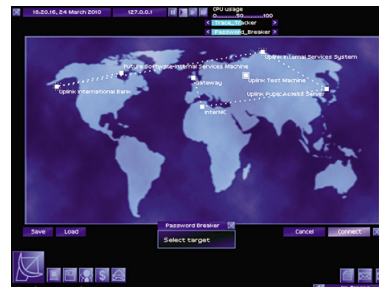 18.20.16, 24 March 2010
127.0.0.1
CPU usage
0........50........100
Trace_Tracker
Password_Breaker
Uplink Internal Services System
Future Software-Internal Services Machine
Uplink Test Machine
Gateway
Uplink International Bank
Uplink Public Access Server
InterNIC
Save
Load
Password Breaker
Select target
Cancel
Connect